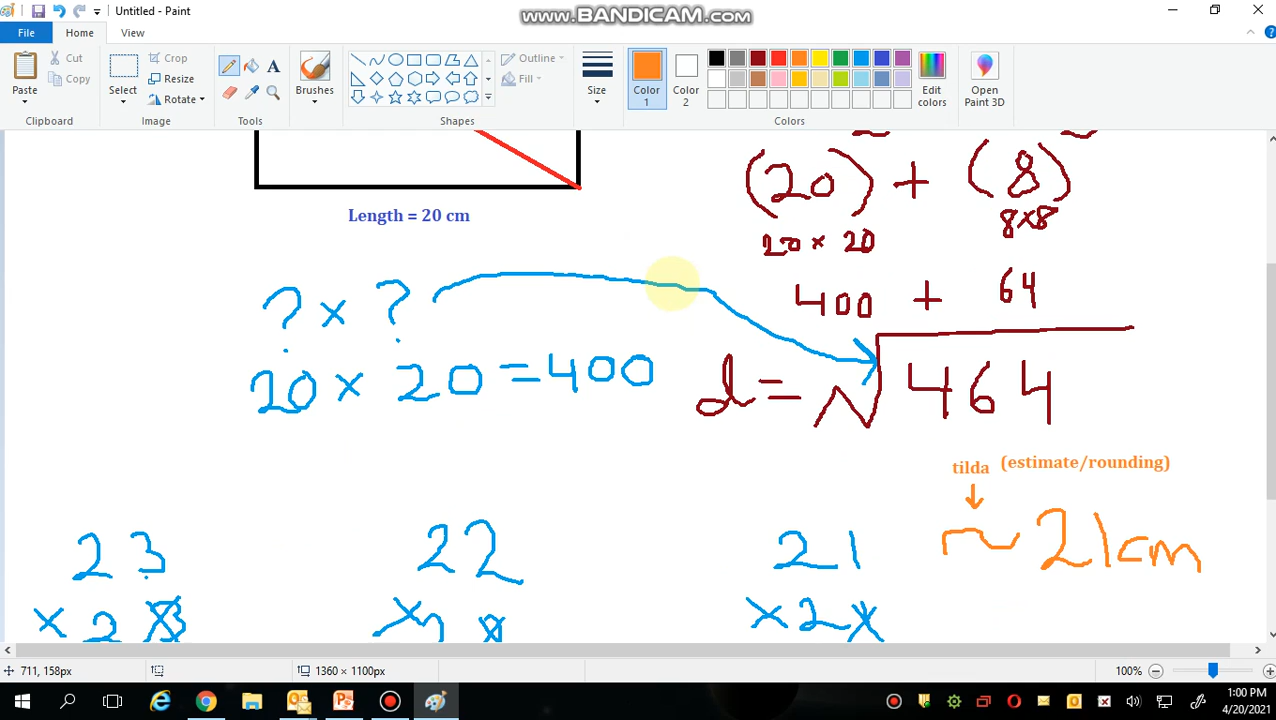 Untitled - Paint
www.BANDICAM.com
File
Home
View
Paste
Cut
Copy
Clipboard
Select
Crop
Resize
Rotate
Image
A
Tools
Brushes
Outline
Fill
Shapes
Size
Color 1
Color 2
Colors
Edit colors
Open Paint 3D
Length = 20 cm
(20) + (8)
20 × 20 8×8
400 + 64
? × ?
20 × 20 = 400
d = √464
tilda (estimate/rounding)
~ 21cm
23
× 2
22
×
21
× 2
711, 158px
1360 × 1100px
100%
1:00 PM
4/20/2021